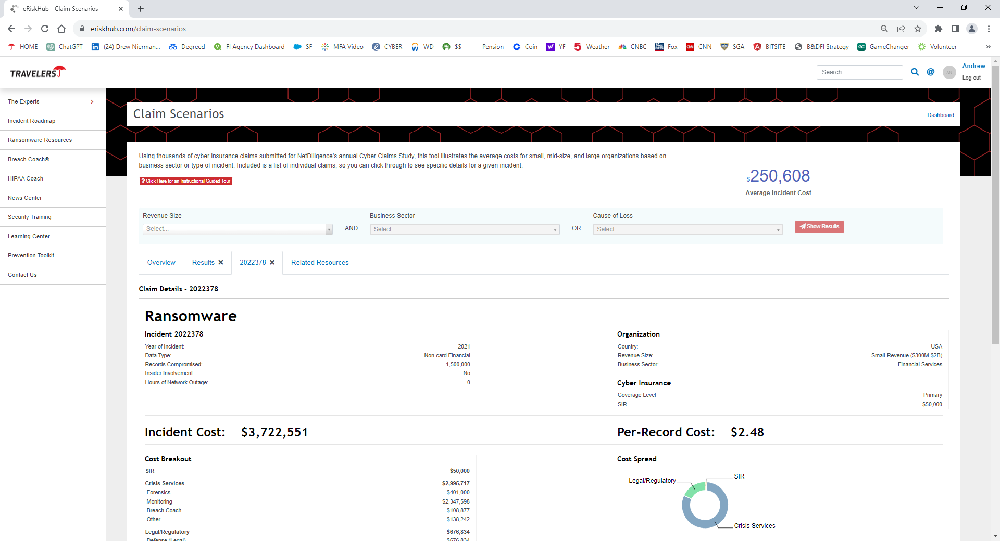 eRiskHub - Claim Scenarios
eriskhub.com/claim-scenarios
HOME ChatGPT (24) Drew Nierman... Degreed FI Agency Dashboard SF MFA Video CYBER WD $$ Pension Coin YF Weather CNBC Fox CNN SGA BITSITE B&DFI Strategy GameChanger Volunteer »
TRAVELERS
Search
@
AN
Andrew
Log out
The Experts
Incident Roadmap
Ransomware Resources
Breach Coach®
HIPAA Coach
News Center
Security Training
Learning Center
Prevention Toolkit
Contact Us
Claim Scenarios
Dashboard
Using thousands of cyber insurance claims submitted for NetDiligence's annual Cyber Claims Study, this tool illustrates the average costs for small, mid-size, and large organizations based on
business sector or type of incident. Included is a list of individual claims, so you can click through to see specific details for a given incident.
? Click Here for an Instructional Guided Tour
$250,608
Average Incident Cost
Revenue Size
Select...
AND
Business Sector
Select...
OR
Cause of Loss
Select...
Show Results
Overview Results ✕ 2022378 ✕ Related Resources
Claim Details - 2022378
Ransomware
Incident 2022378
Year of Incident: 2021
Data Type: Non-card Financial
Records Compromised: 1,500,000
Insider Involvement: No
Hours of Network Outage: 0
Organization
Country: USA
Revenue Size: Small-Revenue ($300M-$2B)
Business Sector: Financial Services
Cyber Insurance
Coverage Level Primary
SIR $50,000
Incident Cost: $3,722,551
Per-Record Cost: $2.48
Cost Breakout
SIR $50,000
Crisis Services $2,995,717
Forensics $401,000
Monitoring $2,347,598
Breach Coach $108,877
Other $138,242
Legal/Regulatory $676,834
Defense (Legal) $676,834
Cost Spread
SIR
Legal/Regulatory
Crisis Services